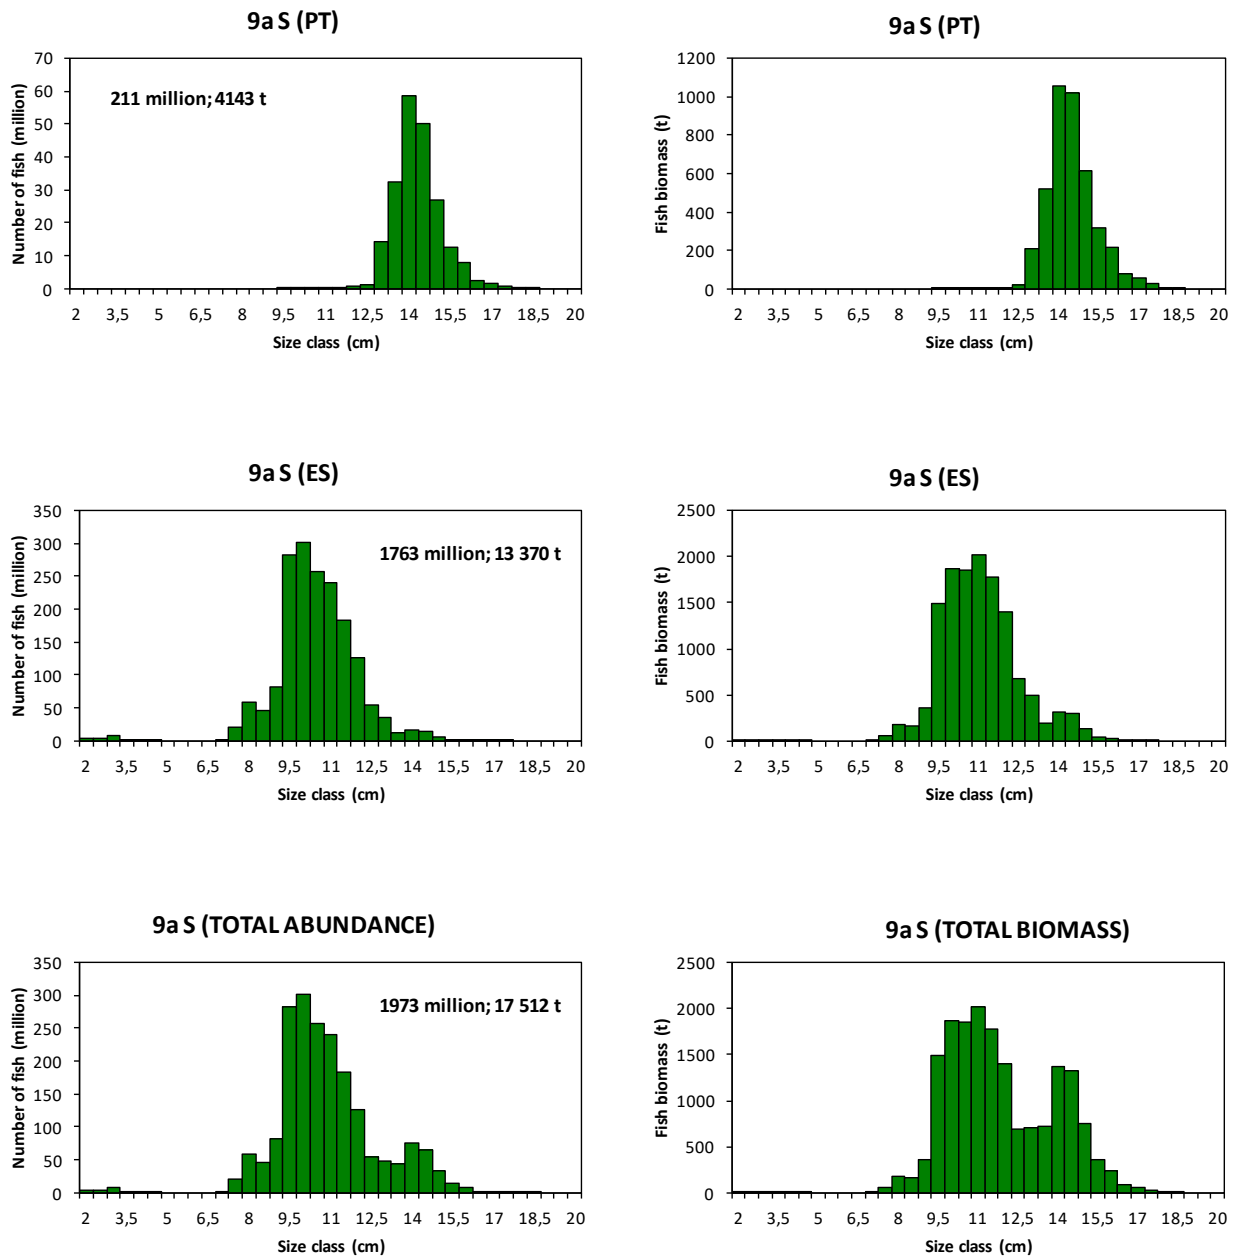 9a S (PT)
Number of fish (million)
70
60
50
40
30
20
10
0
211 million; 4143 t
2 3,5 5 6,5 8 9,5 11 12,5 14 15,5 17 18,5 20
Size class (cm)
9a S (PT)
Fish biomass (t)
1200
1000
800
600
400
200
0
2 3,5 5 6,5 8 9,5 11 12,5 14 15,5 17 18,5 20
Size class (cm)
9a S (ES)
Number of fish (million)
350
300
250
200
150
100
50
0
1763 million; 13 370 t
2 3,5 5 6,5 8 9,5 11 12,5 14 15,5 17 18,5 20
Size class (cm)
9a S (ES)
Fish biomass (t)
2500
2000
1500
1000
500
0
2 3,5 5 6,5 8 9,5 11 12,5 14 15,5 17 18,5 20
Size class (cm)
9a S (TOTAL ABUNDANCE)
Number of fish (million)
350
300
250
200
150
100
50
0
1973 million; 17 512 t
2 3,5 5 6,5 8 9,5 11 12,5 14 15,5 17 18,5 20
Size class (cm)
9a S (TOTAL BIOMASS)
Fish biomass (t)
2500
2000
1500
1000
500
0
2 3,5 5 6,5 8 9,5 11 12,5 14 15,5 17 18,5 20
Size class (cm)